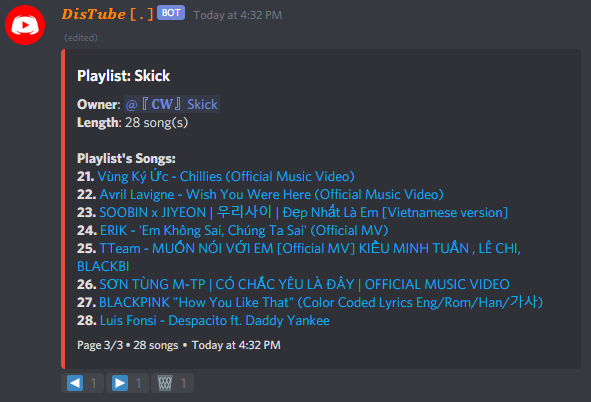 DisTube [.] BOT Today at 4:32 PM
(edited)
Playlist: Skick
Owner: @『CW』Skick
Length: 28 song(s)
Playlist's Songs:
21. Vùng Ký Ức - Chillies (Official Music Video)
22. Avril Lavigne - Wish You Were Here (Official Music Video)
23. SOOBIN x JIYEON | 우리사이 | Đẹp Nhất Là Em [Vietnamese version]
24. ERIK - 'Em Không Sai, Chúng Ta Sai' (Official MV)
25. TTeam - MUỐN NÓI VỚI EM [Official MV] KIỀU MINH TUẤN , LÊ CHI,
BLACKBI
26. SƠN TÙNG M-TP | CÓ CHẮC YÊU LÀ ĐÂY | OFFICIAL MUSIC VIDEO
27. BLACKPINK "How You Like That" (Color Coded Lyrics Eng/Rom/Han/가사)
28. Luis Fonsi - Despacito ft. Daddy Yankee
Page 3/3 • 28 songs • Today at 4:32 PM
1 1 1